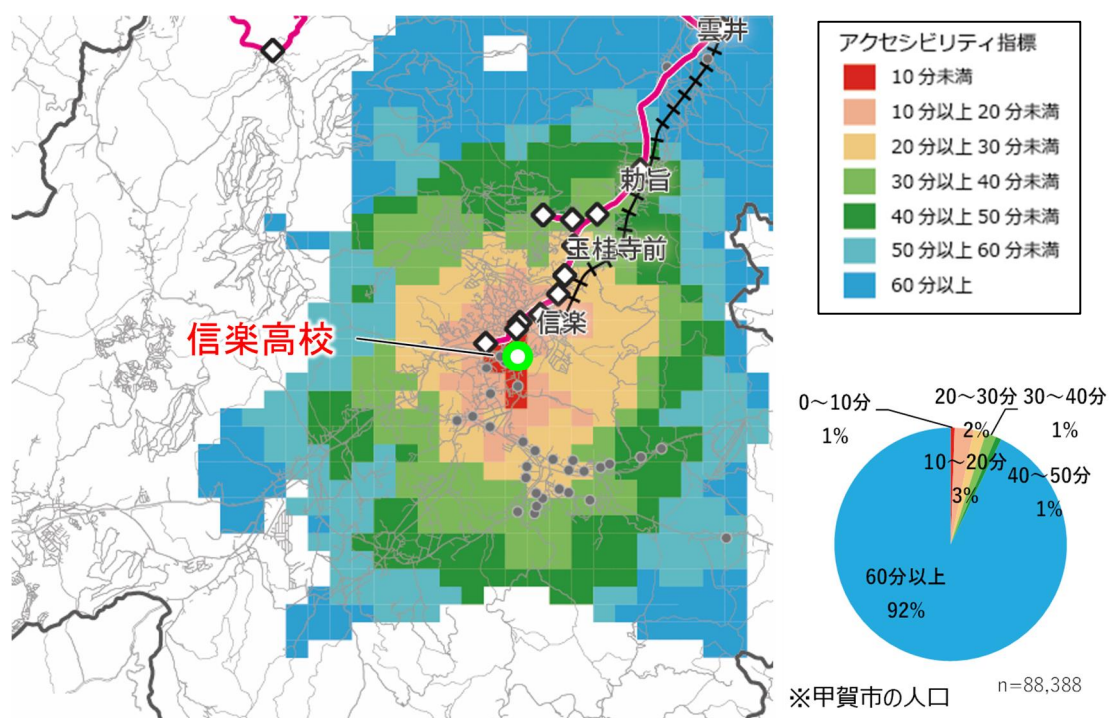 雲井
勅旨
玉桂寺前
信楽
信楽高校
アクセシビリティ指標
10分未満
10分以上20分未満
20分以上30分未満
30分以上40分未満
40分以上50分未満
50分以上60分未満
60分以上
0～10分
1%
20～30分
2%
30～40分
1%
10～20分
3%
40～50分
1%
60分以上
92%
※甲賀市の人口
n=88,388